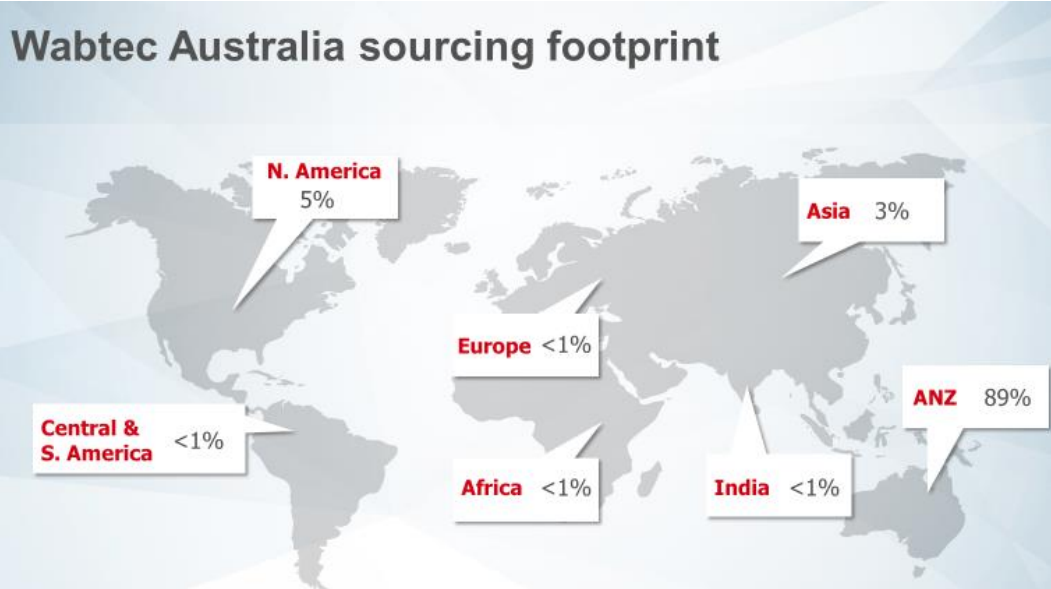 Wabtec Australia sourcing footprint
N. America
5%
Asia 3%
Europe <1%
ANZ 89%
Central &
S. America <1%
Africa <1%
India <1%